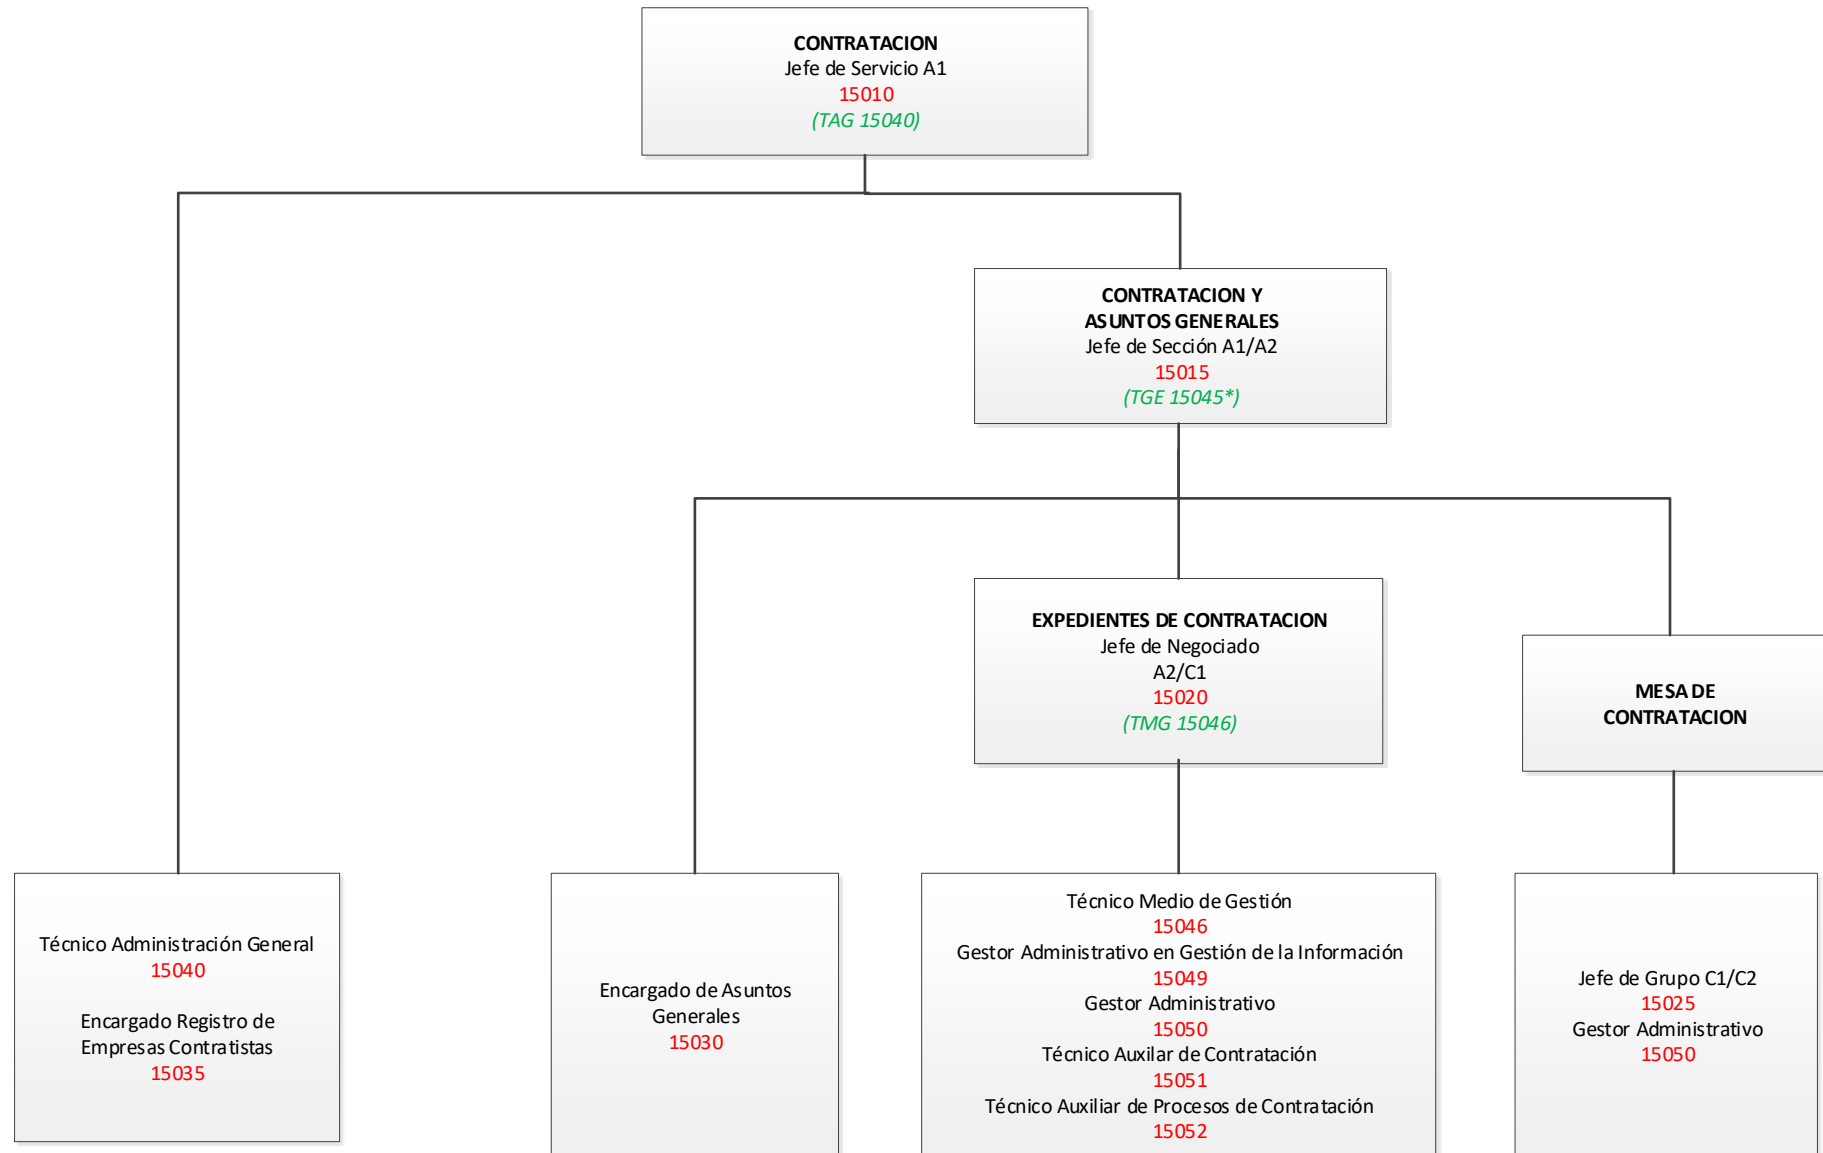 CONTRATACION
Jefe de Servicio A1
15010
(TAG 15040)
CONTRATACION Y
ASUNTOS GENERALES
Jefe de Sección A1/A2
15015
(TGE 15045*)
EXPEDIENTES DE CONTRATACION
Jefe de Negociado
A2/C1
15020
(TMG 15046)
MESA DE
CONTRATACION
Técnico Administración General
15040
Encargado Registro de
Empresas Contratistas
15035
Encargado de Asuntos
Generales
15030
Técnico Medio de Gestión
15046
Gestor Administrativo en Gestión de la Información
15049
Gestor Administrativo
15050
Técnico Auxilar de Contratación
15051
Técnico Auxiliar de Procesos de Contratación
15052
Jefe de Grupo C1/C2
15025
Gestor Administrativo
15050